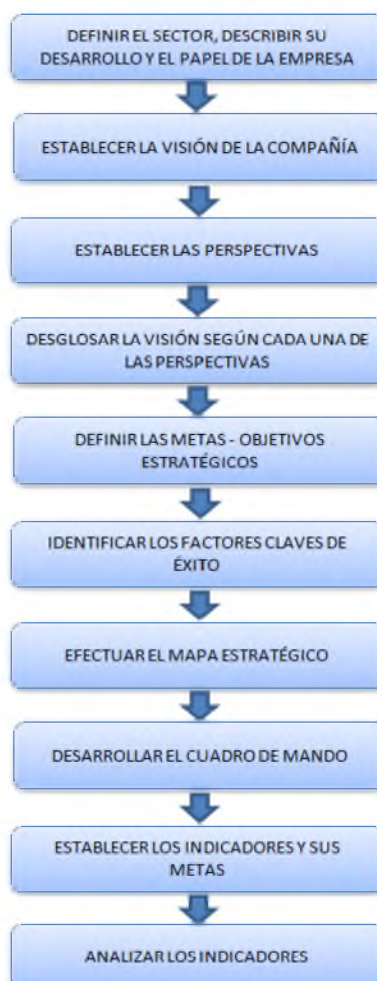 DEFINIR EL SECTOR, DESCRIBIR SU
DESARROLLO Y EL PAPEL DE LA EMPRESA
ESTABLECER LA VISIÓN DE LA COMPAÑÍA
ESTABLECER LAS PERSPECTIVAS
DESGLOSAR LA VISIÓN SEGÚN CADA UNA DE
LAS PERSPECTIVAS
DEFINIR LAS METAS - OBJETIVOS
ESTRATÉGICOS
IDENTIFICAR LOS FACTORES CLAVES DE
ÉXITO
EFECTUAR EL MAPA ESTRATÉGICO
DESARROLLAR EL CUADRO DE MANDO
ESTABLECER LOS INDICADORES Y SUS
METAS
ANALIZAR LOS INDICADORES